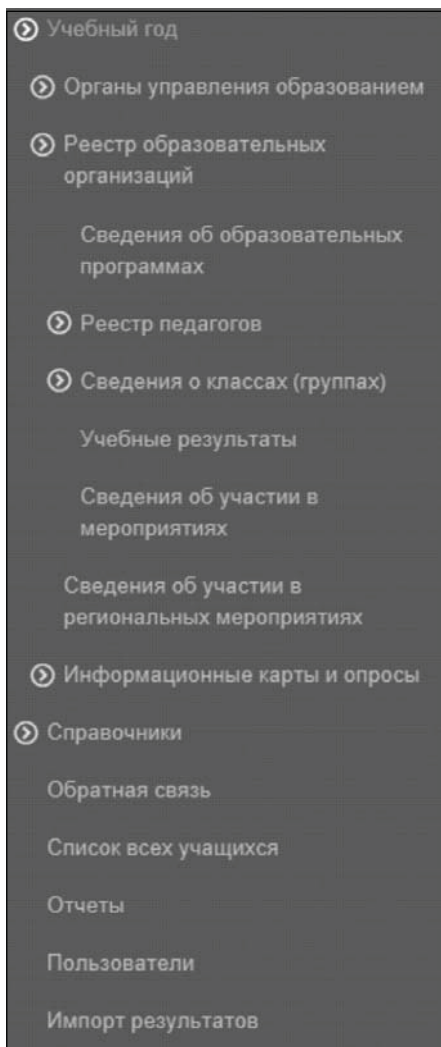 Учебный год
Органы управления образованием
Реестр образовательных
организаций
Сведения об образовательных
программах
Реестр педагогов
Сведения о классах (группах)
Учебные результаты
Сведения об участии в
мероприятиях
Сведения об участии в
региональных мероприятиях
Информационные карты и опросы
Справочники
Обратная связь
Список всех учащихся
Отчеты
Пользователи
Импорт результатов